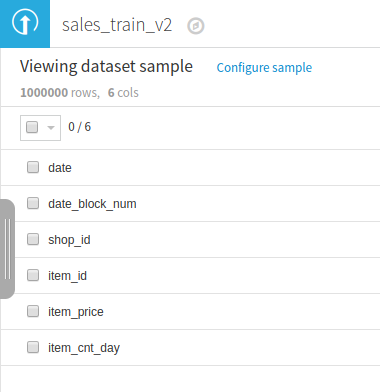 sales_train_v2
Viewing dataset sample Configure sample
1000000 rows, 6 cols
0 / 6
date
date_block_num
shop_id
item_id
item_price
item_cnt_day